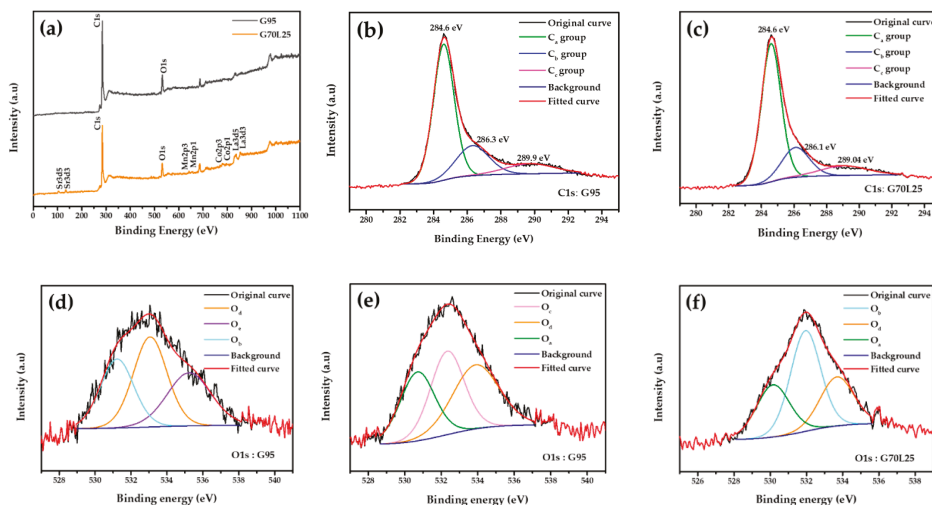 (a)
G95
G70L25
C1s
O1s
C1s
O1s
Sr3d5
Sr3d3
Mn2p3
Mn2p1
Co2p3
Co2p1
La3d5
La3d3
Intensity (a.u)
0 100 200 300 400 500 600 700 800 900 1000 1100
Binding Energy (eV)
(b)
284.6 eV
Original curve
Ca group
Cb group
Cc group
Background
Fitted curve
286.3 eV
289.9 eV
C1s: G95
Intensity (a.u)
280 282 284 286 288 290 292 294
Binding Energy (eV)
(c)
284.6 eV
Original curve
Ca group
Cb group
Cc group
Background
Fitted curve
286.1 eV
289.04 eV
C1s: G70L25
Intensity (a.u)
280 282 284 286 288 290 292 294
Binding Energy (eV)
(d)
Original curve
Od
Oe
Ob
Background
Fitted curve
O1s : G95
Intensity (a.u)
528 530 532 534 536 538 540
Binding energy (eV)
(e)
Original curve
Oc
Od
Oa
Background
Fitted curve
O1s : G95
Intensity (a.u)
528 530 532 534 536 538 540
Binding energy (eV)
(f)
Original curve
Ob
Od
Oa
Background
Fitted curve
O1s : G70L25
Intensity (a.u)
526 528 530 532 534 536 538
Binding energy (eV)